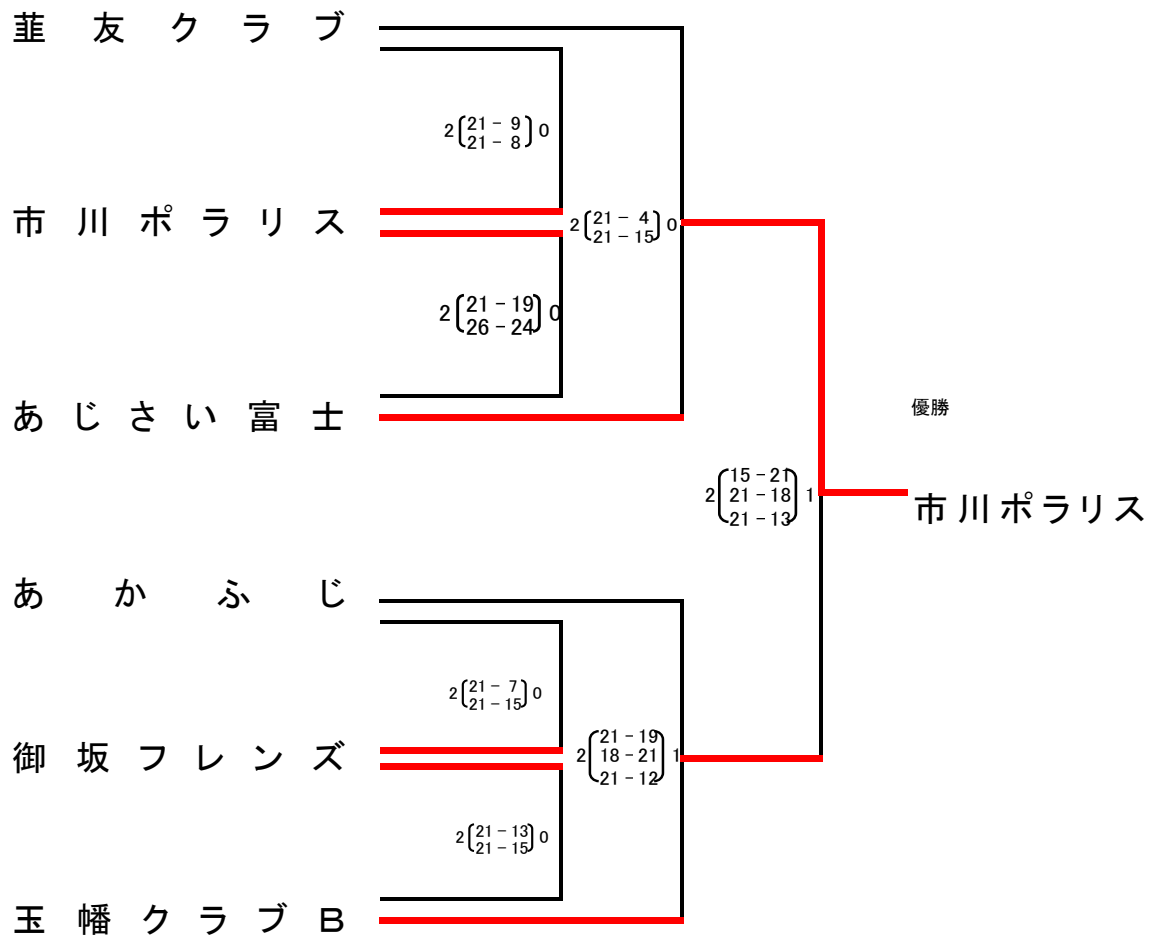 韮友クラブ
2 21－ 9 0
21－ 8
市川ポラリス
2 21－ 4 0
21－15
2 21－19 0
26－24
あじさい富士
優勝
15－21
2 21－18 1
21－13
市川ポラリス
あかふじ
2 21－ 7 0
21－15
御坂フレンズ
21－19
2 18－21 1
21－12
2 21－13 0
21－15
玉幡クラブB